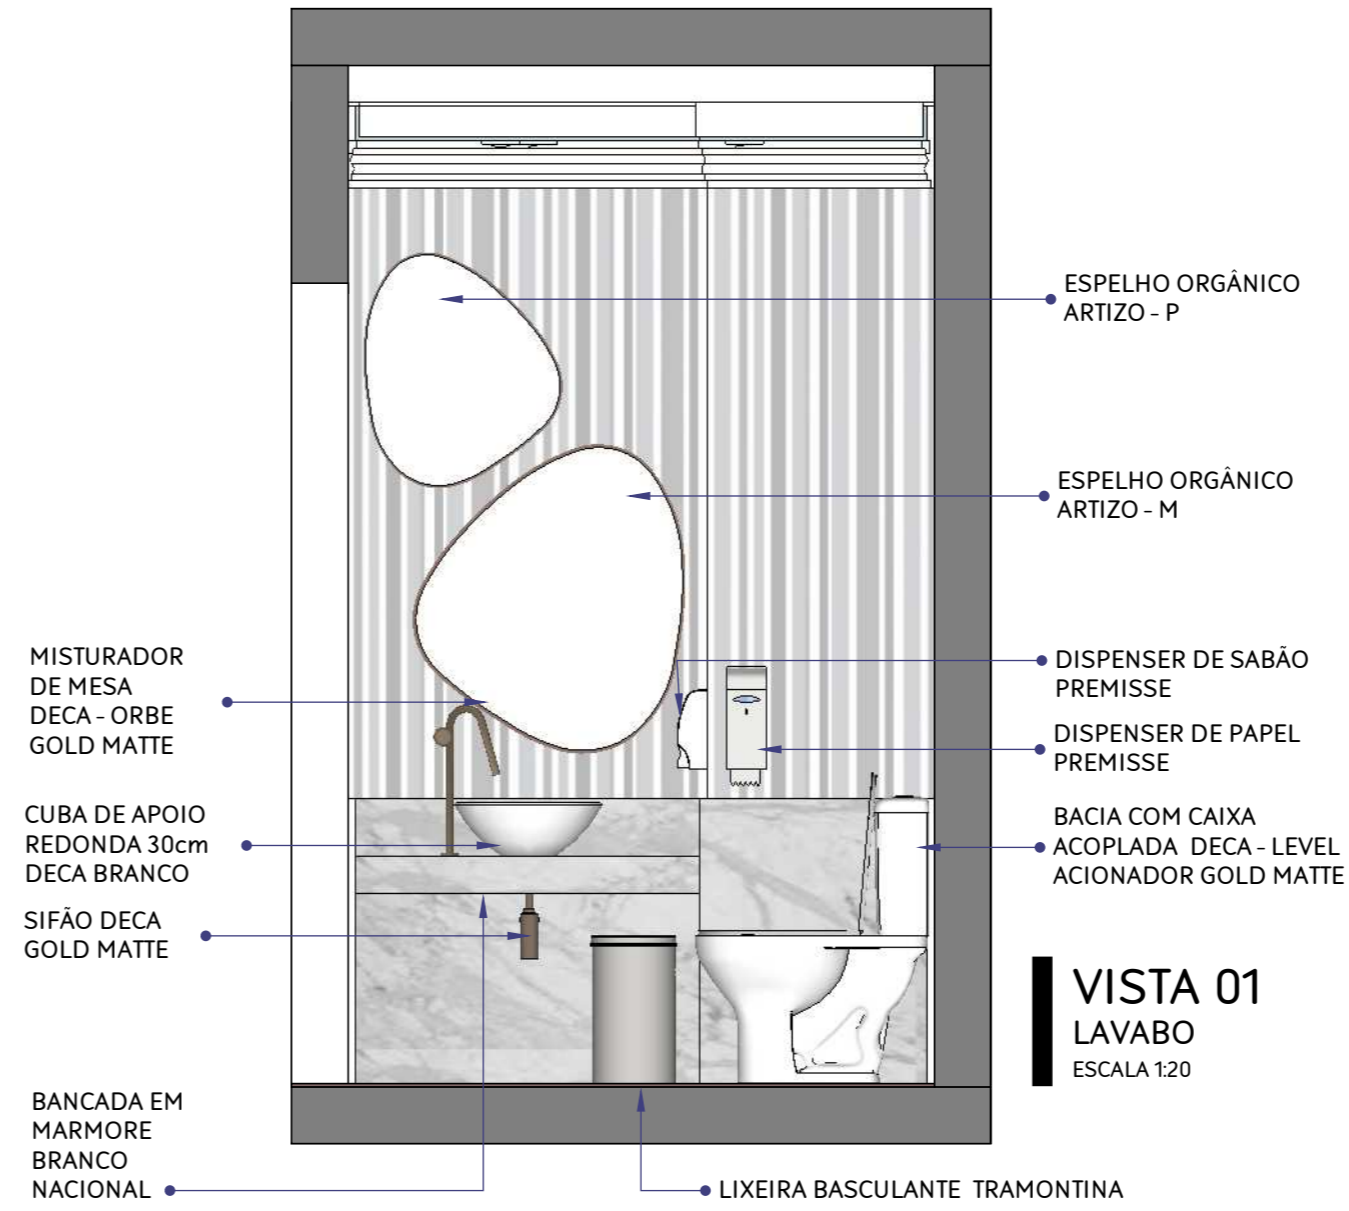 ESPELHO ORGÂNICO
ARTIZO - P
ESPELHO ORGÂNICO
ARTIZO - M
MISTURADOR
DE MESA
DECA - ORBE
GOLD MATTE
DISPENSER DE SABÃO
PREMISSE
DISPENSER DE PAPEL
PREMISSE
CUBA DE APOIO
REDONDA 30cm
DECA BRANCO
BACIA COM CAIXA
ACOPLADA DECA - LEVEL
ACIONADOR GOLD MATTE
SIFÃO DECA
GOLD MATTE
VISTA 01
LAVABO
ESCALA 1:20
BANCADA EM
MARMORE
BRANCO
NACIONAL
LIXEIRA BASCULANTE TRAMONTINA